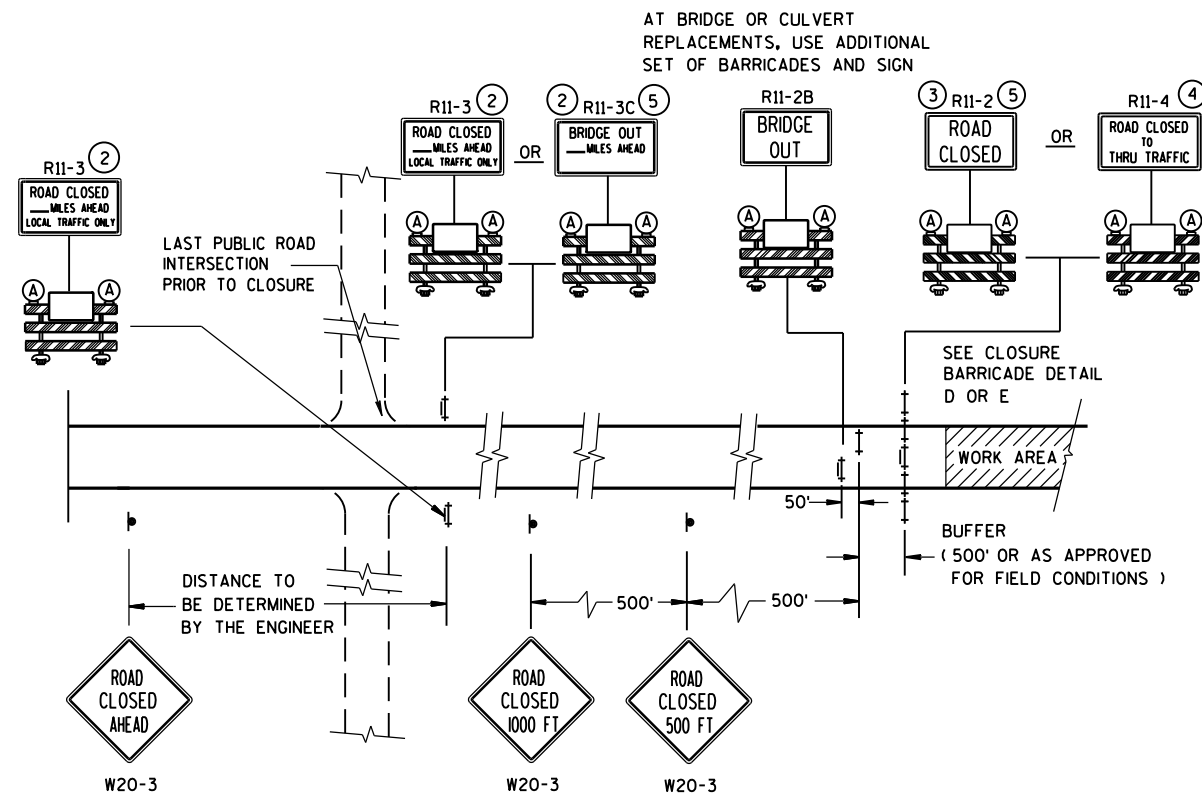 AT BRIDGE OR CULVERT
REPLACEMENTS, USE ADDITIONAL
SET OF BARRICADES AND SIGN
R11-3 2
ROAD CLOSED
___MILES AHEAD
LOCAL TRAFFIC ONLY
A A
R11-3 2
ROAD CLOSED
___MILES AHEAD
LOCAL TRAFFIC ONLY
A A
OR
2 R11-3C 5
BRIDGE OUT
___MILES AHEAD
A A
R11-2B
BRIDGE
OUT
A A
3 R11-2 5
ROAD
CLOSED
A A
OR
R11-4 4
ROAD CLOSED
TO
THRU TRAFFIC
A A
LAST PUBLIC ROAD
INTERSECTION
PRIOR TO CLOSURE
SEE CLOSURE
BARRICADE DETAIL
D OR E
WORK AREA
50'
BUFFER
(500' OR AS APPROVED
FOR FIELD CONDITIONS )
DISTANCE TO
BE DETERMINED
BY THE ENGINEER
500'
500'
ROAD
CLOSED
AHEAD
W20-3
ROAD
CLOSED
1000 FT
W20-3
ROAD
CLOSED
500 FT
W20-3